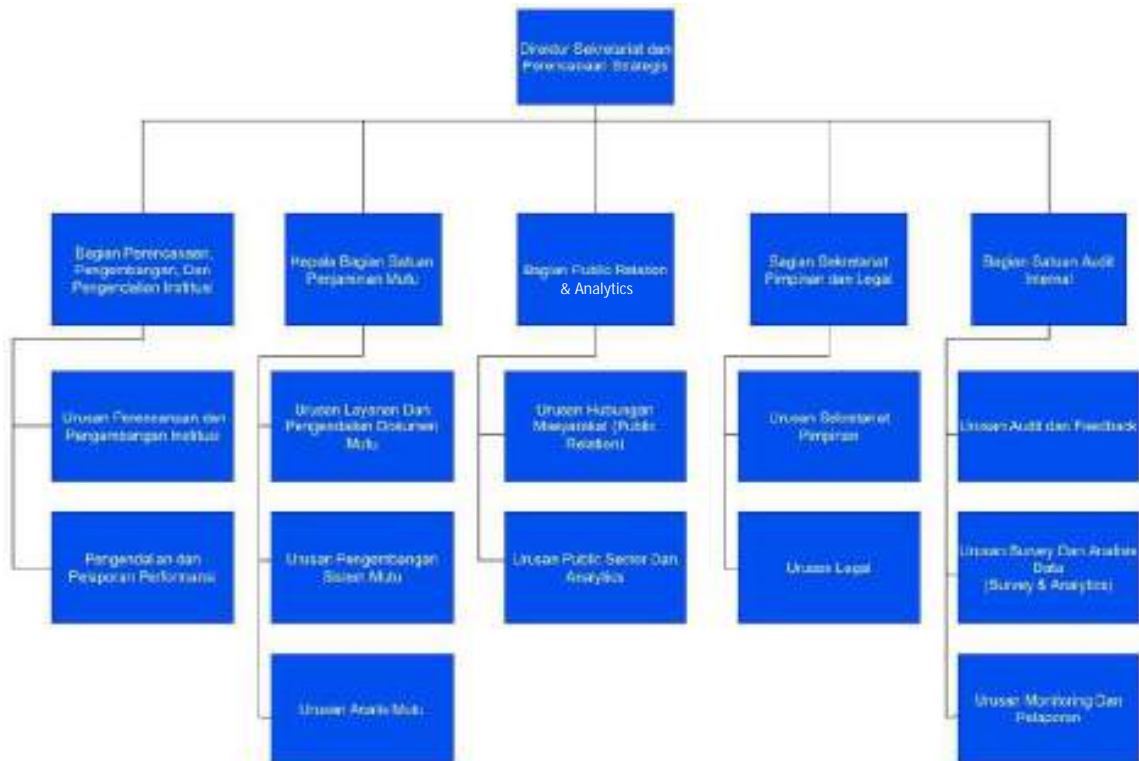 Direktur Sekretariat dan
Perencanaan Strategis
Bagian Perencanaan,
Pengembangan, Dan
Pengendalian Institusi
Kepala Bagian Satuan
Penjaminan Mutu
Bagian Public Relation
& Analytics
Bagian Sekretariat
Pimpinan dan Legal
Bagian Satuan Audit
Internal
Urusan Perencanaan dan
Pengembangan Institusi
Urusan Layanan Dan
Pengendalian Dokumen
Mutu
Urusan Hubungan
Masyarakat (Public
Relation)
Urusan Sekretariat
Pimpinan
Urusan Audit dan Feedback
Pengendalian dan
Pelaporan Performansi
Urusan Pengembangan
Sistem Mutu
Urusan Public Dan
Analytics
Urusan Legal
Urusan Survey Dan Analisa
Data
(Survey & Analytics)
Urusan Mutu
Urusan Monitoring Dan
Pelaporan